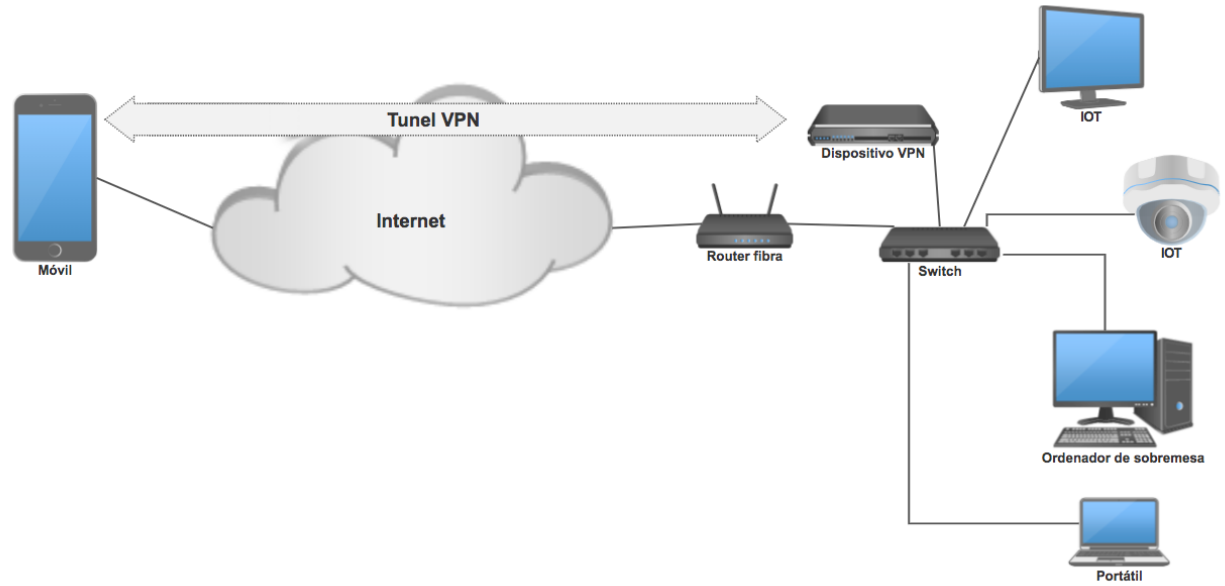 IOT
Tunel VPN
Dispositivo VPN
Internet
Router fibra
IOT
Móvil
Switch
Ordenador de sobremesa
Portátil